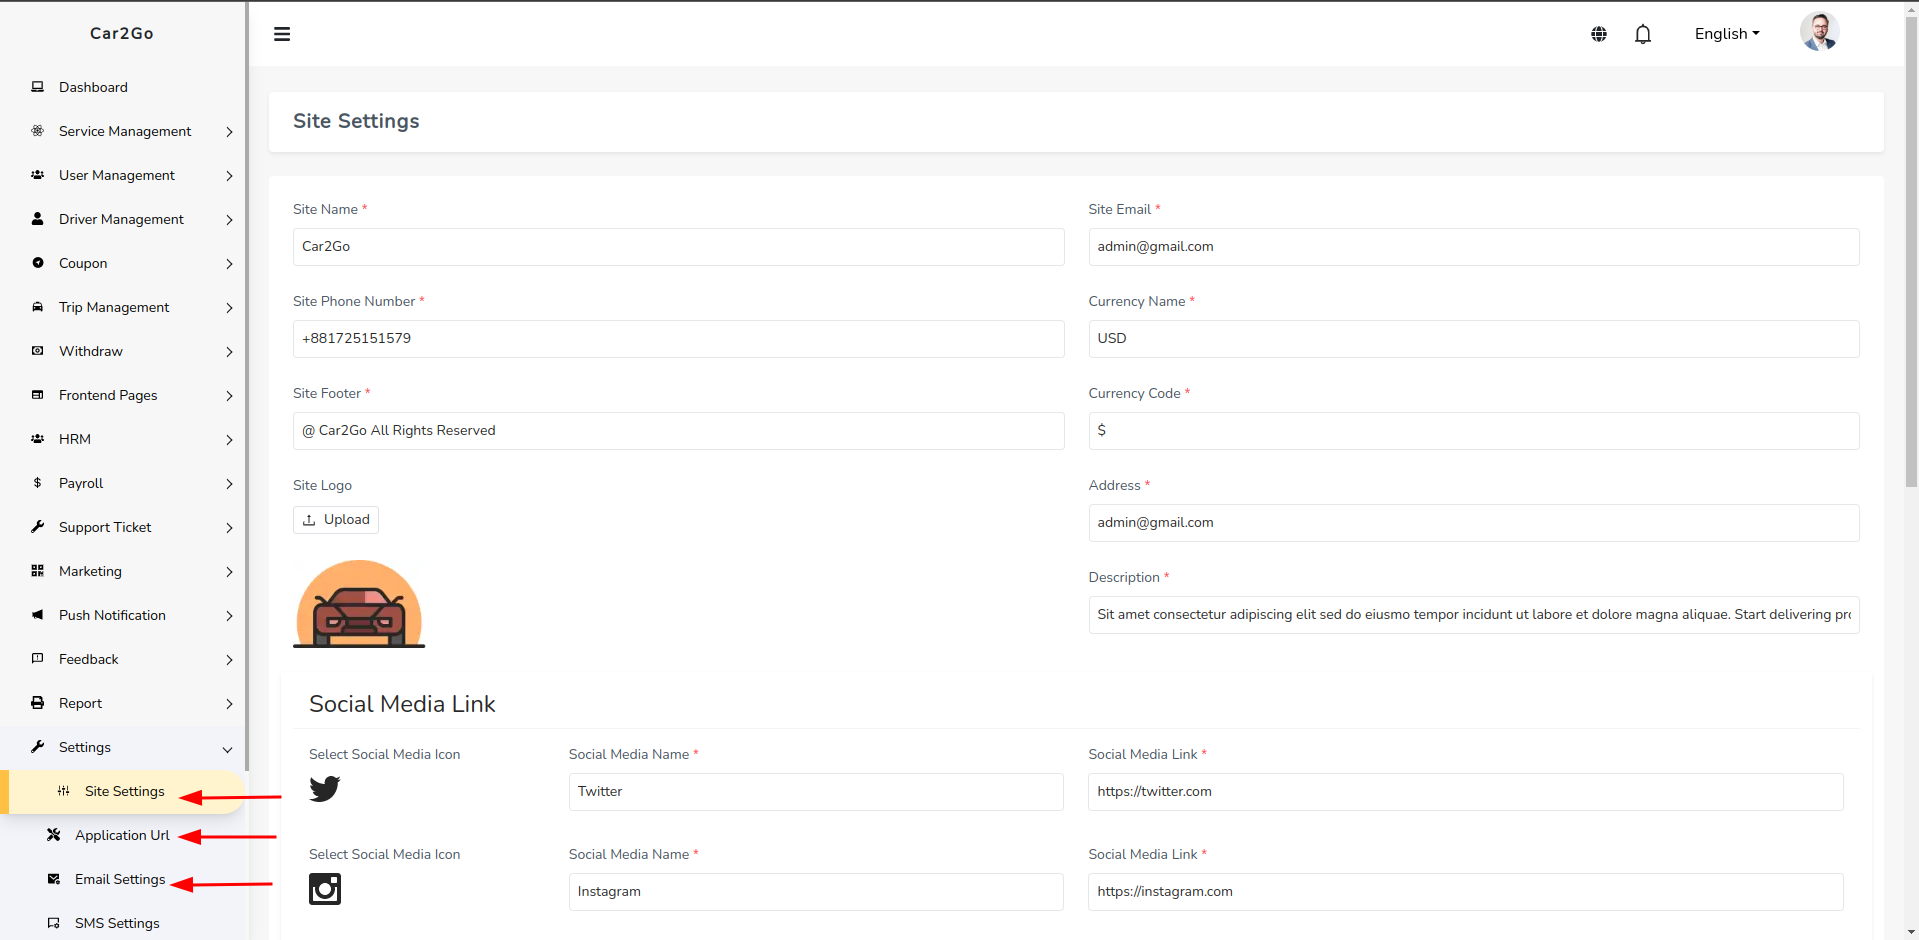 Car2Go
English
Dashboard
Service Management
User Management
Driver Management
Coupon
Trip Management
Withdraw
Frontend Pages
HRM
Payroll
Support Ticket
Marketing
Push Notification
Feedback
Report
Settings
Site Settings
Application Url
Email Settings
SMS Settings
Site Settings
Site Name *
Car2Go
Site Email *
admin@gmail.com
Site Phone Number *
+881725151579
Currency Name *
USD
Site Footer *
@ Car2Go All Rights Reserved
Currency Code *
$
Site Logo
Upload
Address *
admin@gmail.com
Description *
Sit amet consectetur adipiscing elit sed do eiusmo tempor incidunt ut labore et dolore magna aliquae. Start delivering pro
Social Media Link
Select Social Media Icon
Social Media Name *
Twitter
Social Media Link *
https://twitter.com
Select Social Media Icon
Social Media Name *
Instagram
Social Media Link *
https://instagram.com